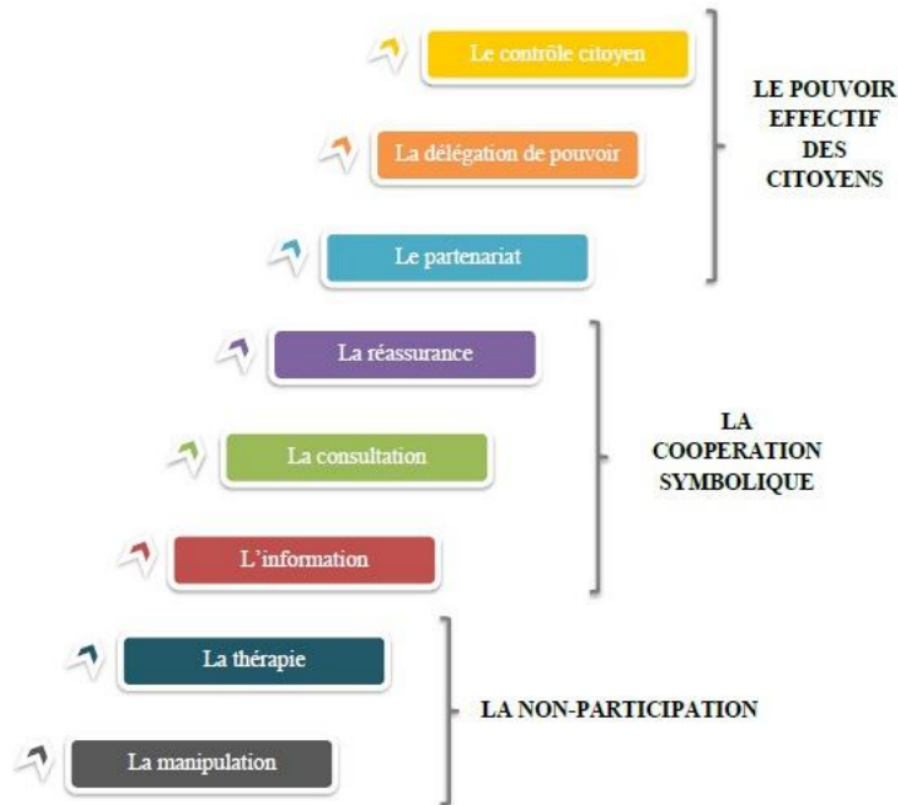 Le contrôle citoyen
La délégation de pouvoir
Le partenariat
LE POUVOIR
EFFECTIF
DES
CITOYENS
La réassurance
La consultation
L'information
LA
COOPERATION
SYMBOLIQUE
La thérapie
La manipulation
LA NON-PARTICIPATION